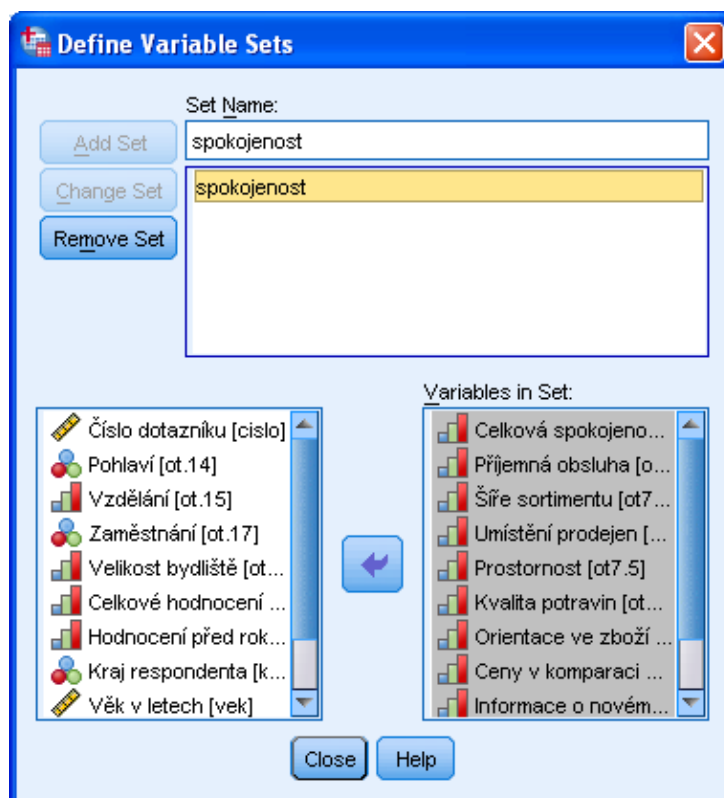 Define Variable Sets
Set Name:
Add Set
spokojenost
Change Set
spokojenost
Remove Set
Variables in Set:
Číslo dotazníku [cislo]
Pohlaví [ot.14]
Vzdělání [ot.15]
Zaměstnání [ot.17]
Velikost bydliště [ot...
Celkové hodnocení ...
Hodnocení před rok...
Kraj respondenta [k...
Věk v letech [vek]
Celková spokojeno...
Příjemná obsluha [o...
Šíře sortimentu [ot7...
Umístění prodejen [...
Prostornost [ot7.5]
Kvalita potravin [ot...
Orientace ve zboží ...
Ceny v komparaci ...
Informace o novém...
Close
Help